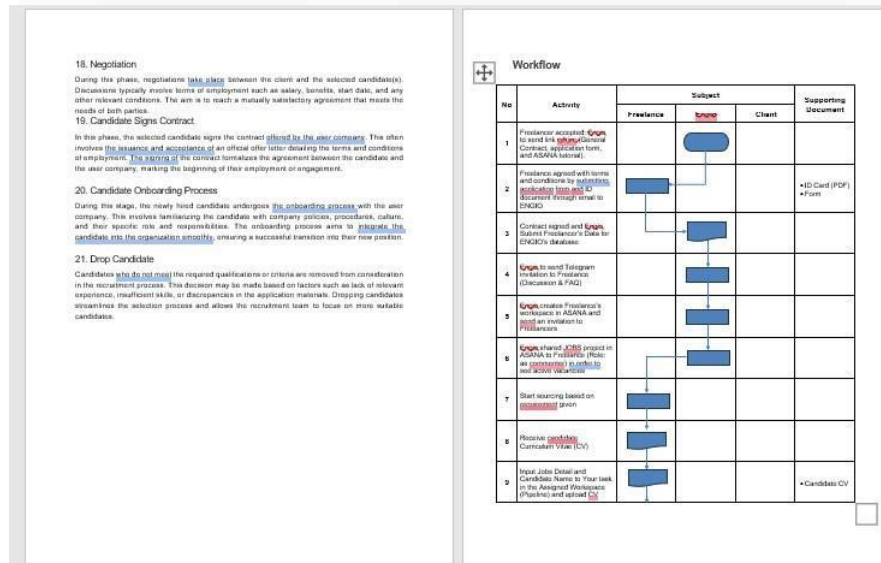 18. Negotiation
During this phase, negotiations take place between the client and the selected candidate(s).
Discussions typically involve terms of employment such as salary, benefits, start date, and any
other relevant conditions. The aim is to reach a mutually satisfactory agreement that meets the
needs of both parties.
19. Candidate Signs Contract
In this phase, the selected candidate signs the contract offered by the user company. This often
involves the issuance and acceptance of an official offer letter detailing the terms and conditions
of employment. The signing of the contract formalizes the agreement between the candidate and
the user company, marking the beginning of their employment or engagement.
20. Candidate Onboarding Process
During this stage, the newly hired candidate undergoes the onboarding process with the user
company. This involves familiarizing the candidate with company policies, procedures, culture,
and their specific role and responsibilities. The onboarding process aims to integrate the
candidate into the organization smoothly, ensuring a successful transition into their new position.
21. Drop Candidate
Candidates who do not meet the required qualifications or criteria are removed from consideration
in the recruitment process. This decision may be made based on factors such as lack of relevant
experience, insufficient skills, or discrepancies in the application materials. Dropping candidates
streamlines the selection process and allows the recruitment team to focus on more suitable
candidates.
Workflow
No
Activity
Subject
Supporting
Document
Freelance
Client
1
Freelancer accepted.
to send link (General
Contract, application form,
and ASANA tutorial).
2
Freelance agreed with terms
and conditions by submitting
application form and ID
document through email to
ENGIO
• ID Card (PDF)
• Form
3
Contract signed and
Submit Freelancer's Data for
ENGIO's database
4
to send Telegram
invitation to Freelance
(Discussion & FAQ)
5
creates Freelance's
workspace in ASANA and
send an invitation to
Freelancers
6
shared JOBS project in
ASANA to Freelance (Role:
as commenter) in order to
see active vacancies
7
Start sourcing based on
given
8
Receive candidate
Curriculum Vitae (CV)
9
Input Jobs Detail and
Candidate Name to Your task
in the Assigned Workspace
(Pipeline) and upload CV
• Candidate CV